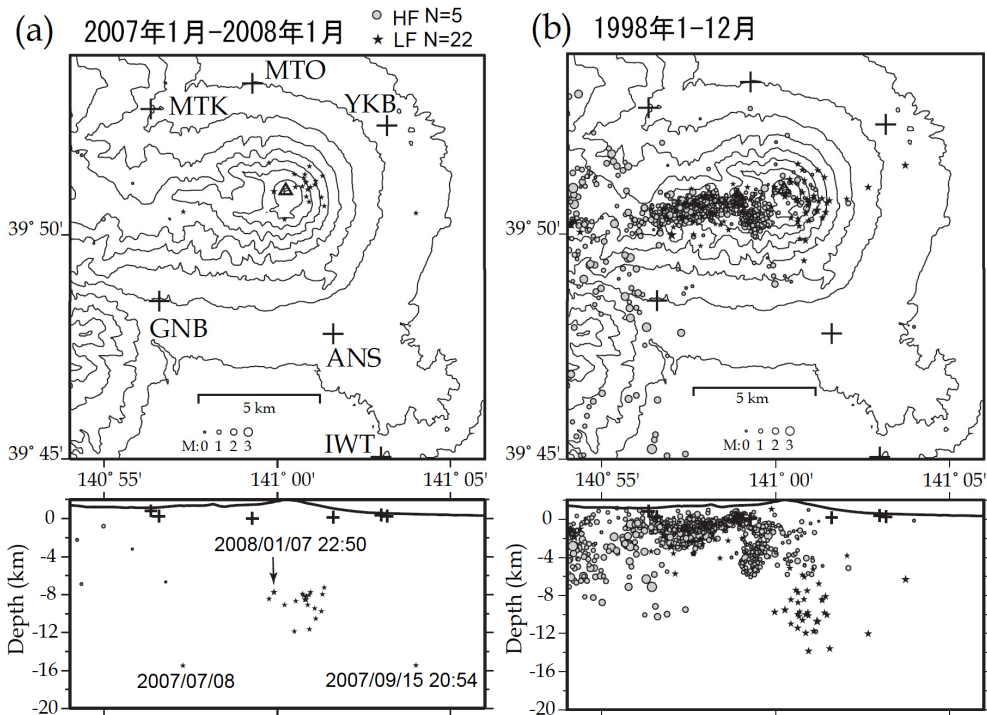 (a) 2007年1月-2008年1月
HF N=5
LF N=22
(b) 1998年1-12月
MTO
MTK
YKB
39° 50'
GNB
ANS
5 km
M:0 1 2 3
IWT
39° 45'
140° 55' 141° 00' 141° 05'
39° 50'
5 km
M:0 1 2 3
39° 45'
140° 55' 141° 00' 141° 05'
Depth (km)
0
-4
-8
-12
-16
-20
2008/01/07 22:50
2007/07/08
2007/09/15 20:54
Depth (km)
0
-4
-8
-12
-16
-20